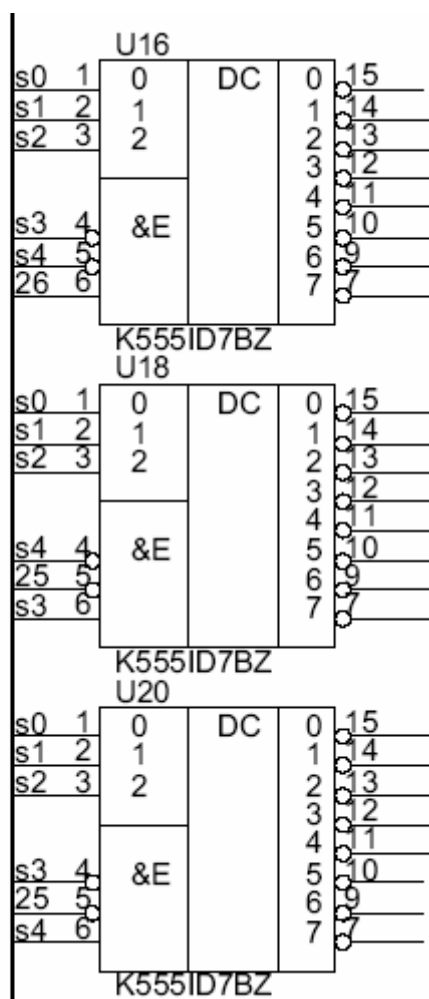 U16
s0 1 0 DC 0 15
s1 2 1 1 14
s2 3 2 2 13
3 12
4 11
s3 4 &E 5 10
s4 5 6 9
26 6 7 7
K555ID7BZ
U18
s0 1 0 DC 0 15
s1 2 1 1 14
s2 3 2 2 13
3 12
4 11
s4 4 &E 5 10
25 5 6 9
s3 6 7 7
K555ID7BZ
U20
s0 1 0 DC 0 15
s1 2 1 1 14
s2 3 2 2 13
3 12
4 11
s3 4 &E 5 10
25 5 6 9
s4 6 7 7
K555ID7BZ